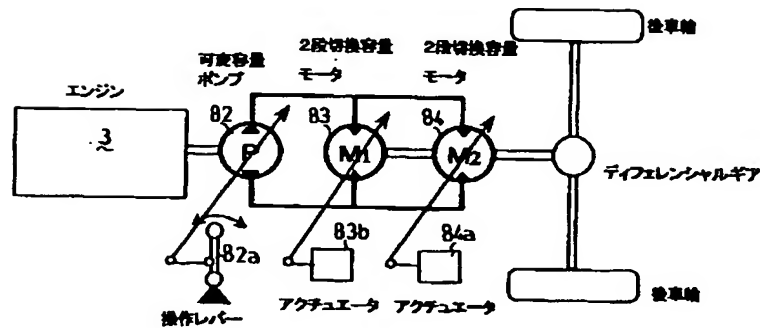 後車輪
可変容量
ポンプ
2段切換容量
モータ
2段切換容量
モータ
エンジン
3
82
83
84
P
M1
M2
ディフェレンシャルギア
82a
83b
84a
操作レバー
アクチュエータ
アクチュエータ
後車輪